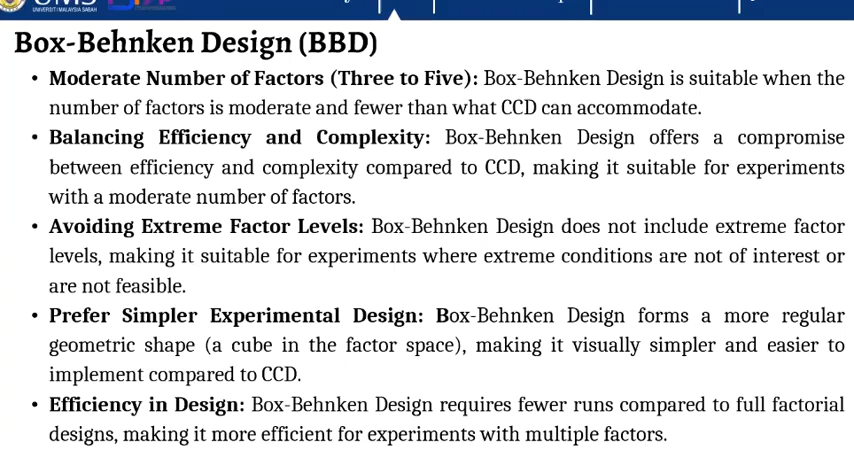 UNIVERSITI MALAYSIA SABAH
Box-Behnken Design (BBD)
• Moderate Number of Factors (Three to Five): Box-Behnken Design is suitable when the
number of factors is moderate and fewer than what CCD can accommodate.
• Balancing Efficiency and Complexity: Box-Behnken Design offers a compromise
between efficiency and complexity compared to CCD, making it suitable for experiments
with a moderate number of factors.
• Avoiding Extreme Factor Levels: Box-Behnken Design does not include extreme factor
levels, making it suitable for experiments where extreme conditions are not of interest or
are not feasible.
• Prefer Simpler Experimental Design: Box-Behnken Design forms a more regular
geometric shape (a cube in the factor space), making it visually simpler and easier to
implement compared to CCD.
• Efficiency in Design: Box-Behnken Design requires fewer runs compared to full factorial
designs, making it more efficient for experiments with multiple factors.